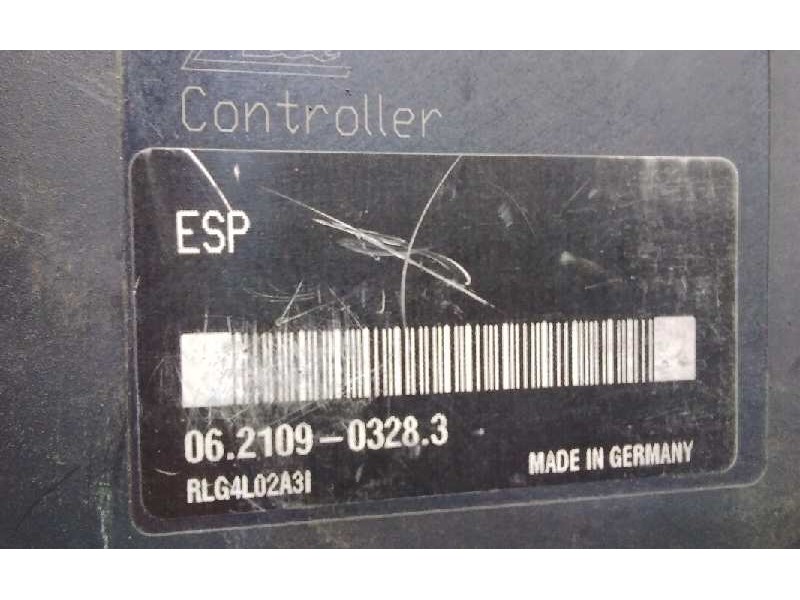 Controller
ESP
06.2109-0328.3
RLG4L02A3I
MADE IN GERMANY